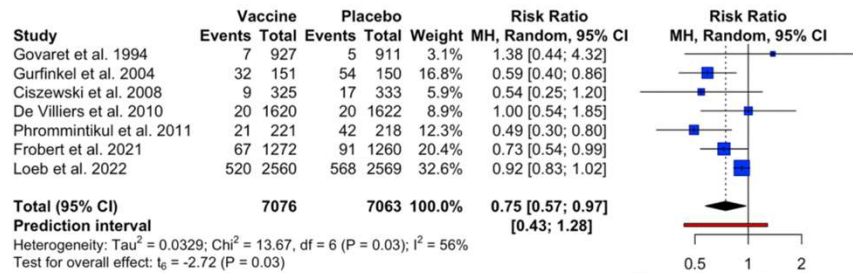 Vaccine Placebo Risk Ratio Risk Ratio
Study Events Total Events Total Weight MH, Random, 95% CI MH, Random, 95% CI
Govaret et al. 1994 7 927 5 911 3.1% 1.38 [0.44; 4.32]
Gurfinkel et al. 2004 32 151 54 150 16.8% 0.59 [0.40; 0.86]
Ciszewski et al. 2008 9 325 17 333 5.9% 0.54 [0.25; 1.20]
De Villiers et al. 2010 20 1620 20 1622 8.9% 1.00 [0.54; 1.85]
Phrommintikul et al. 2011 21 221 42 218 12.3% 0.49 [0.30; 0.80]
Frobert et al. 2021 67 1272 91 1260 20.4% 0.73 [0.54; 0.99]
Loeb et al. 2022 520 2560 568 2569 32.6% 0.92 [0.83; 1.02]
Total (95% CI) 7076 7063 100.0% 0.75 [0.57; 0.97]
Prediction interval [0.43; 1.28]
Heterogeneity: Tau² = 0.0329; Chi² = 13.67, df = 6 (P = 0.03); I² = 56%
Test for overall effect: t₆ = -2.72 (P = 0.03)
0.5 1 2